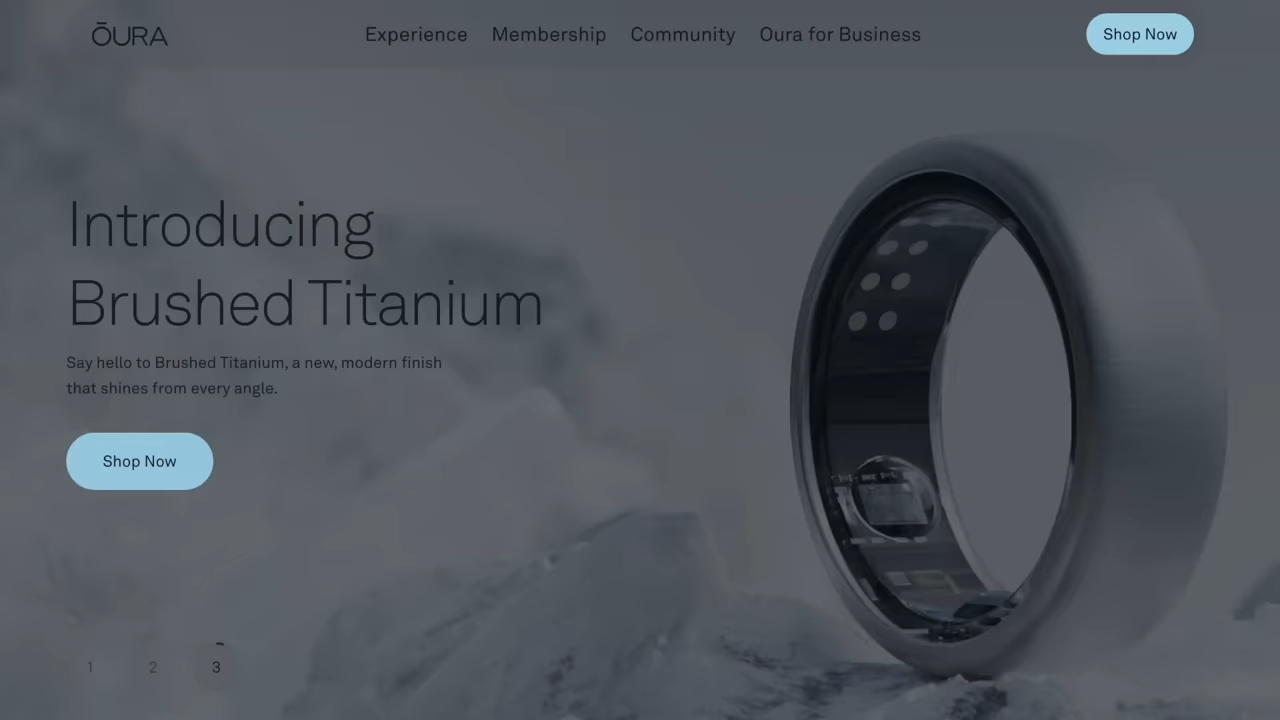 ŌURA
Experience
Membership
Community
Oura for Business
Shop Now
Introducing
Brushed Titanium
Say hello to Brushed Titanium, a new, modern finish
that shines from every angle.
Shop Now
1
2
3